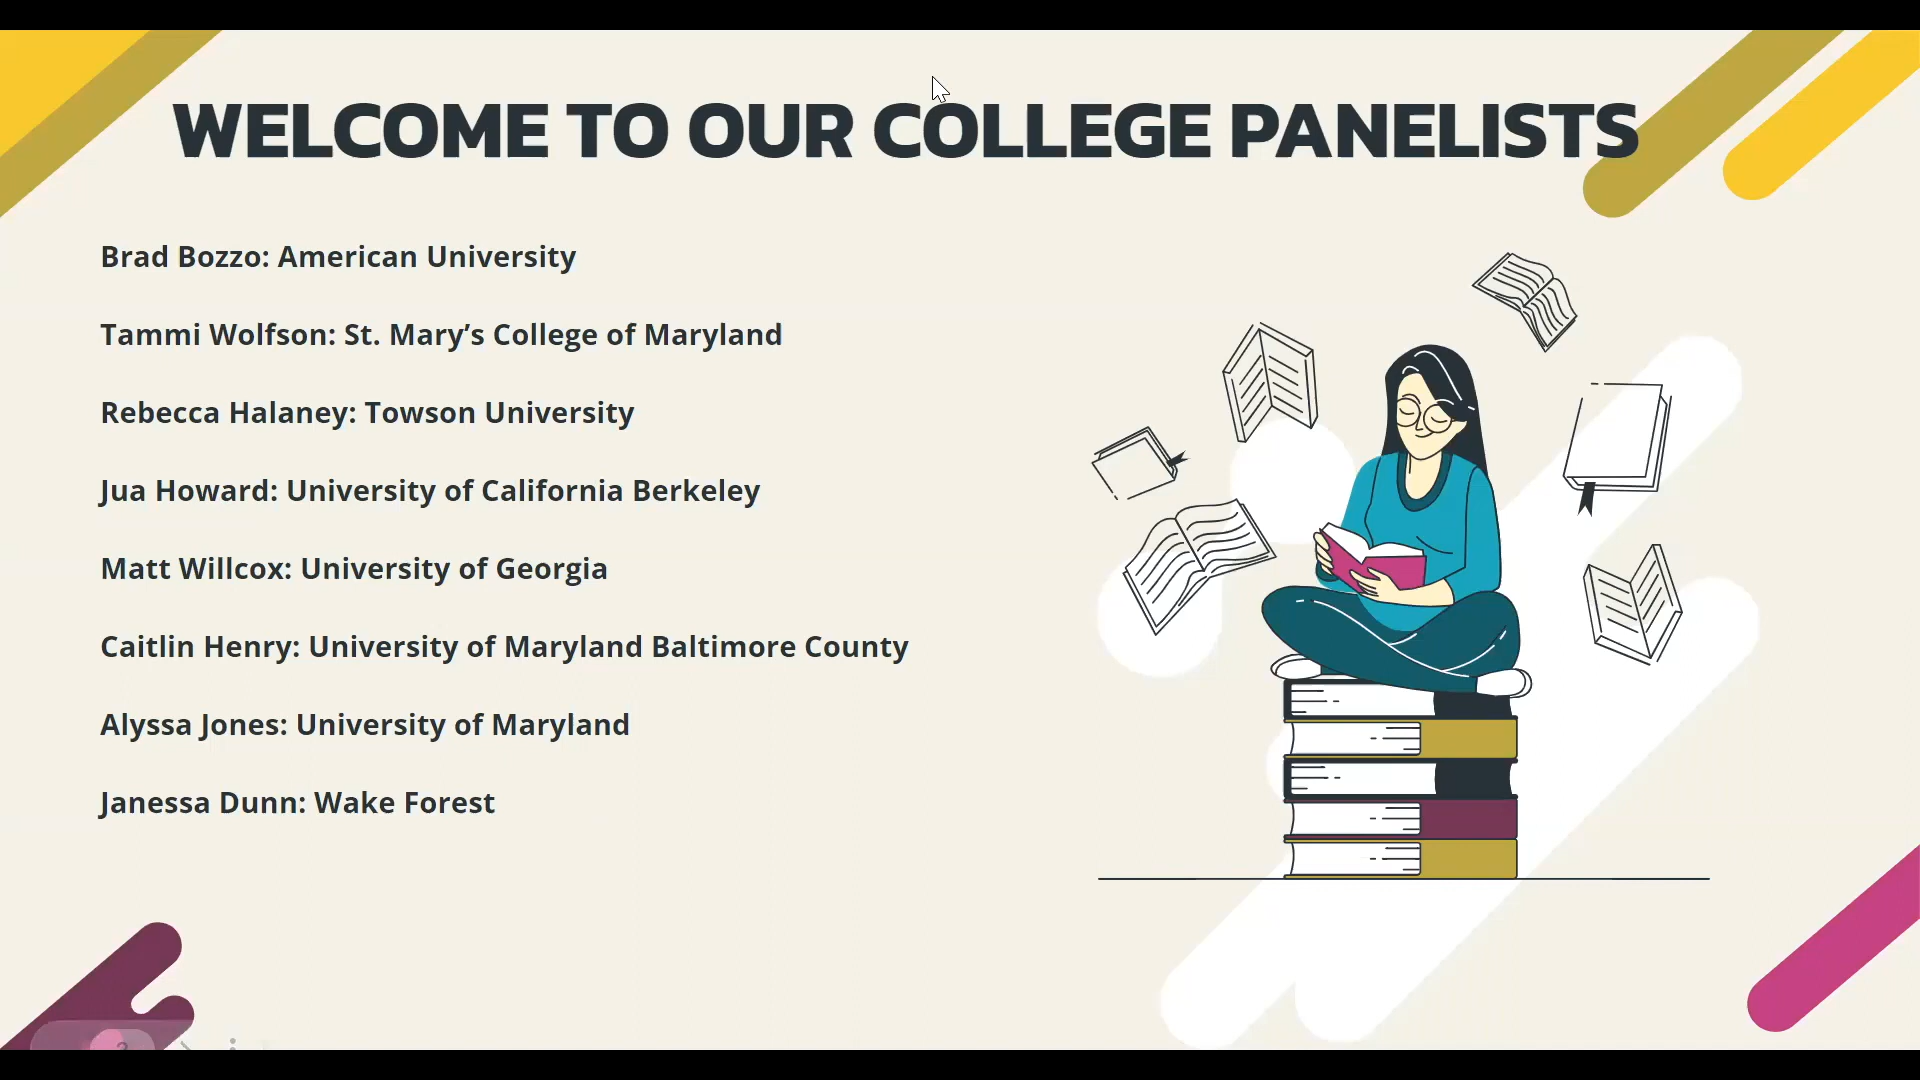 WELCOME TO OUR COLLEGE PANELISTS
Brad Bozzo: American University
Tammi Wolfson: St. Mary’s College of Maryland
Rebecca Halaney: Towson University
Jua Howard: University of California Berkeley
Matt Willcox: University of Georgia
Caitlin Henry: University of Maryland Baltimore County
Alyssa Jones: University of Maryland
Janessa Dunn: Wake Forest